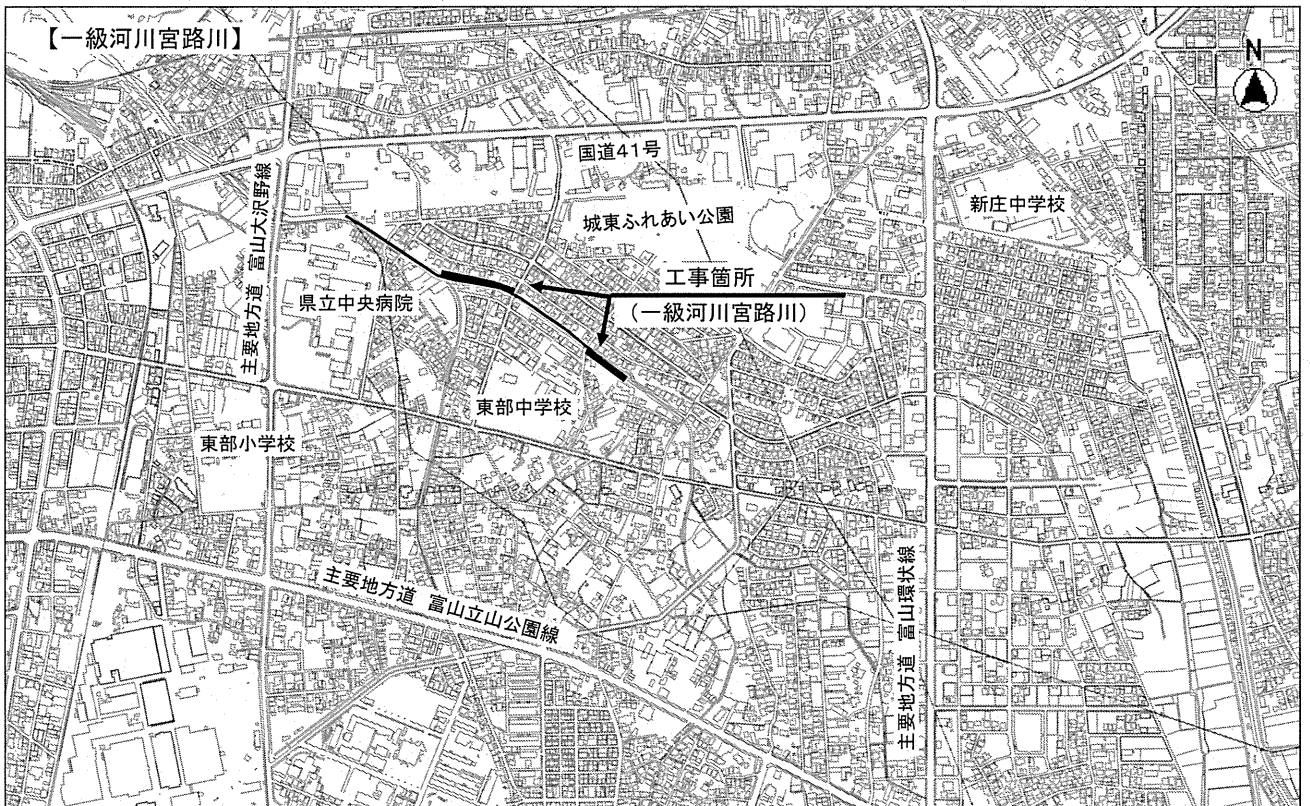 【一級河川宮路川】
N
国道41号
主要地方道 富山大沢野線
城東ふれあい公園
新庄中学校
工事箇所
(一級河川宮路川)
県立中央病院
東部中学校
東部小学校
主要地方道 富山立山公園線
主要地方道 富山環状線